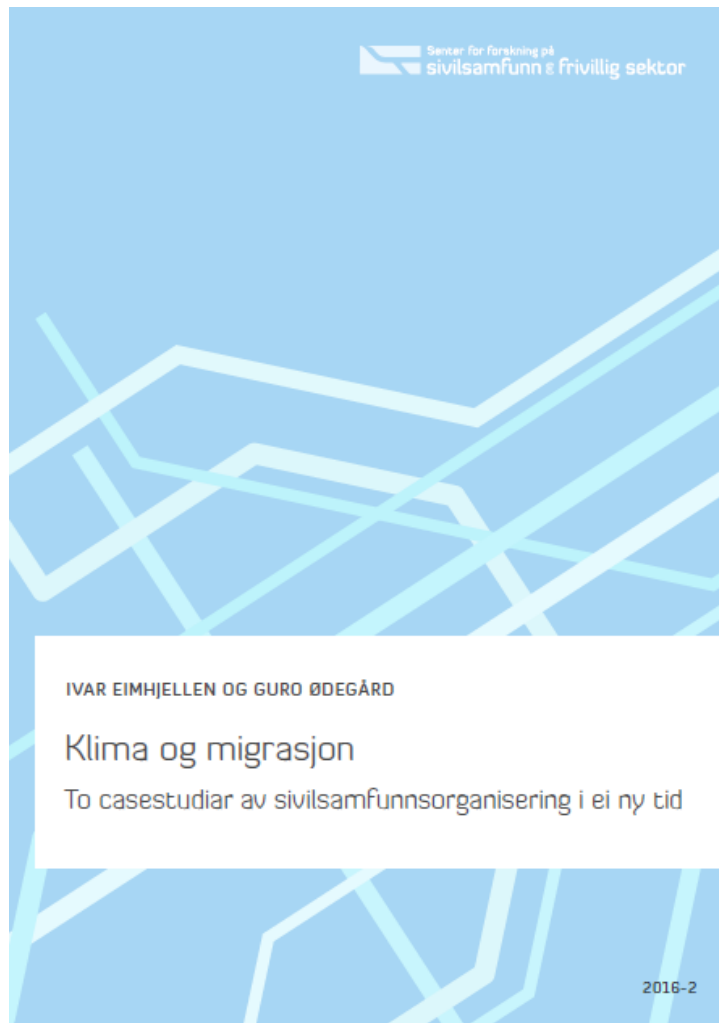 Senter for forskning på
sivilsamfunn & frivillig sektor
IVAR EIMHJELLEN OG GURO ØDEGÅRD
Klima og migrasjon
To casestudiar av sivilsamfunnsorganisering i ei ny tid
2016-2